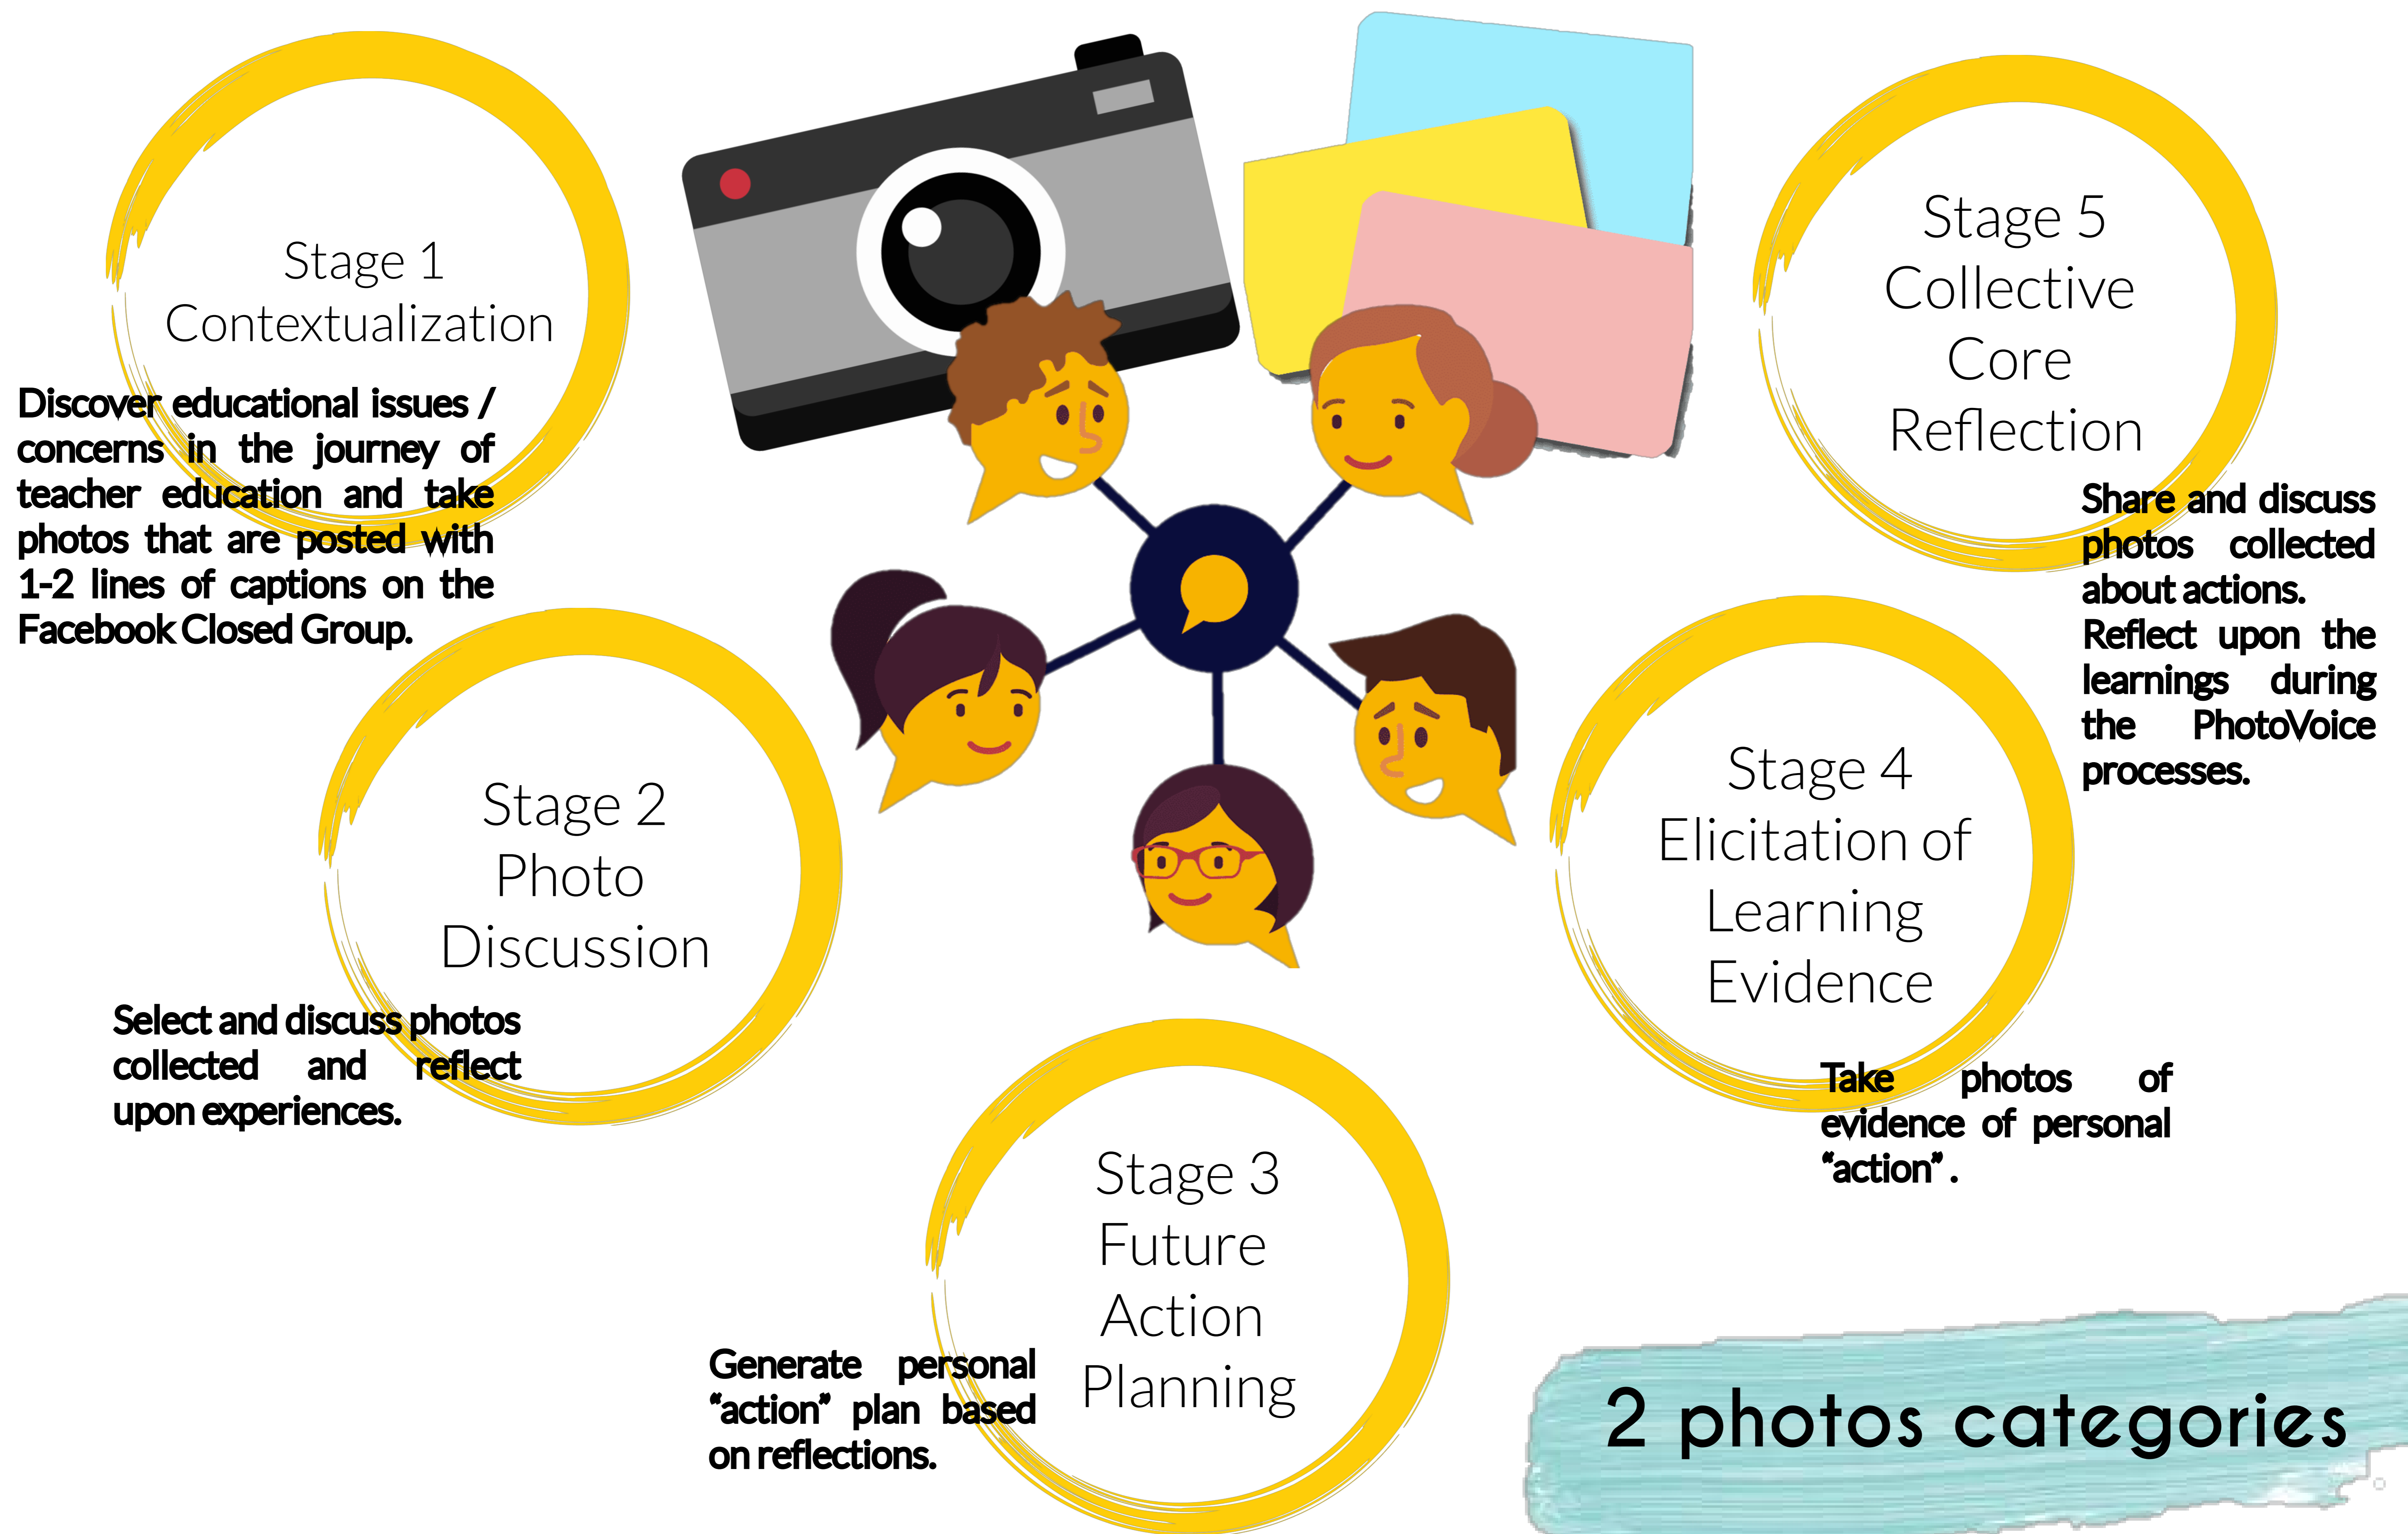 Stage 1
Contextualization
Discover educational issues /
concerns in the journey of
teacher education and take
photos that are posted with
1-2 lines of captions on the
Facebook Closed Group.
Stage 2
Photo
Discussion
Select and discuss photos
collected and reflect
upon experiences.
Stage 3
Future
Action
Planning
Generate personal
“action” plan based
on reflections.
Stage 4
Elicitation of
Learning
Evidence
Take photos of
evidence of personal
“action” .
Stage 5
Collective
Core
Reflection
Share and discuss
photos collected
about actions.
Reflect upon the
learnings during
the PhotoVoice
processes.
2 photos categories